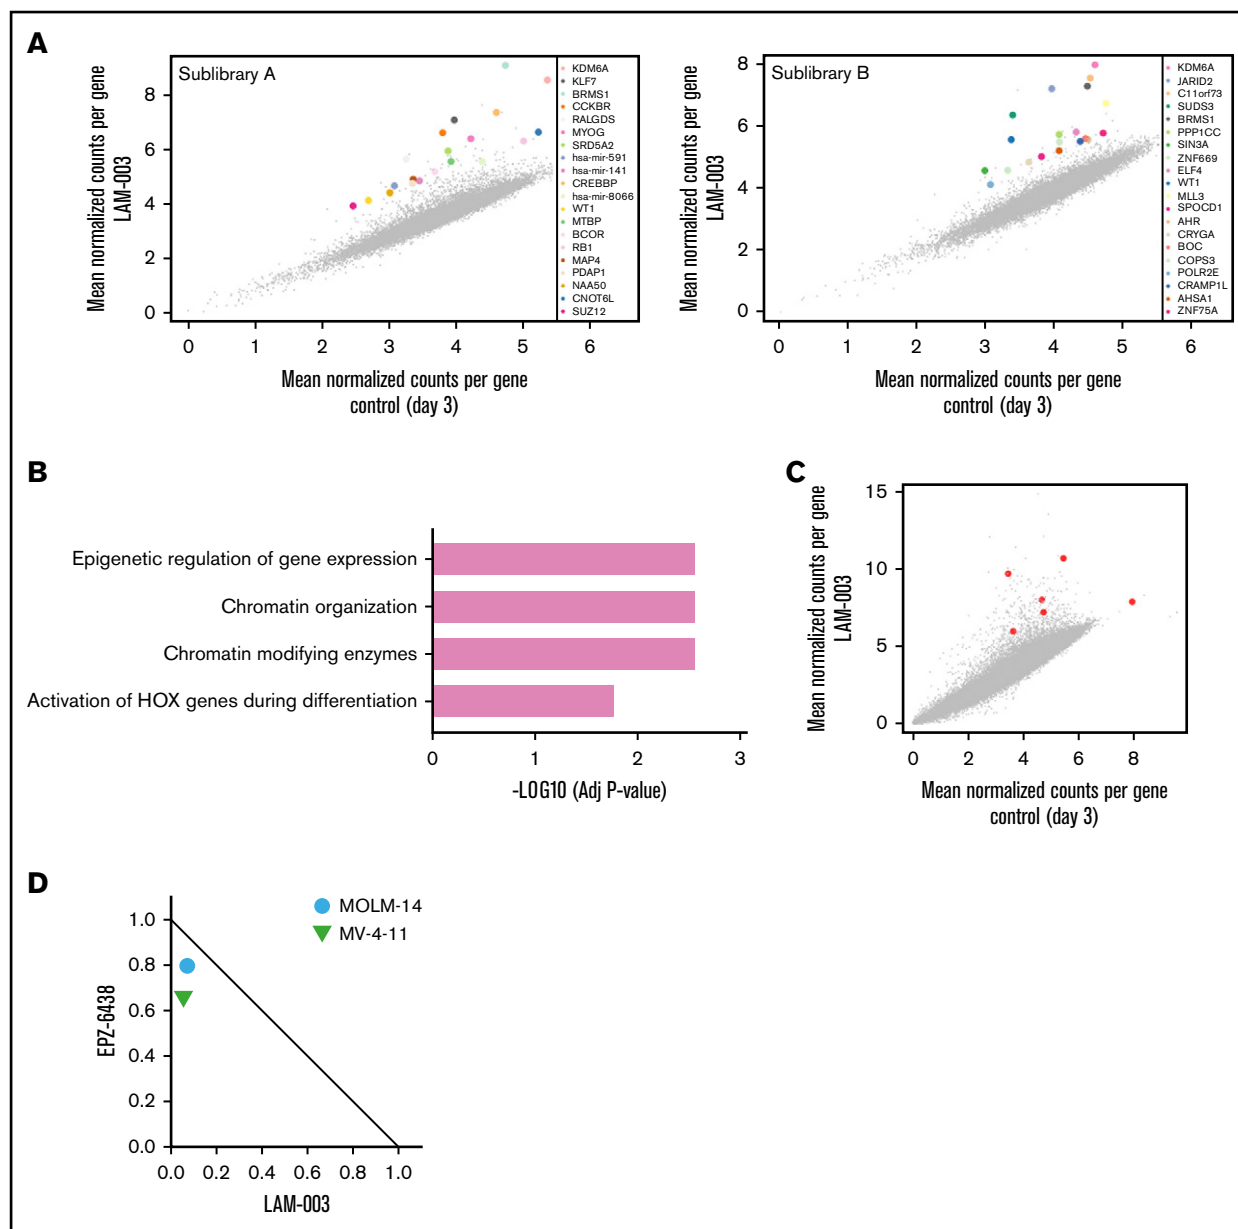 A
Sublibrary A
Mean normalized counts per gene
LAM-003
8
6
4
2
0
0 1 2 3 4 5 6
Mean normalized counts per gene
control (day 3)
KDM6A
KLF7
BRMS1
CCKBR
RALGDS
MYOG
SRD5A2
hsa-mir-591
hsa-mir-141
CREBBP
hsa-mir-8066
WT1
MTBP
BCOR
RB1
MAP4
PDAP1
NAA50
CNOT6L
SUZ12
Sublibrary B
Mean normalized counts per gene
LAM-003
8
6
4
2
0
0 1 2 3 4 5 6
Mean normalized counts per gene
control (day 3)
KDM6A
JARID2
C11orf73
SUDS3
BRMS1
PPP1CC
SIN3A
ZNF669
ELF4
WT1
MLL3
SPOCD1
AHR
CRYGA
BOC
COPS3
POLR2E
CRAMP1L
AHSA1
ZNF75A
B
Epigenetic regulation of gene expression
Chromatin organization
Chromatin modifying enzymes
Activation of HOX genes during differentiation
0 1 2 3
-LOG10 (Adj P-value)
C
Mean normalized counts per gene
LAM-003
15
10
5
0
0 2 4 6 8
Mean normalized counts per gene
control (day 3)
D
MOLM-14
MV-4-11
EPZ-6438
1.0
0.8
0.6
0.4
0.2
0.0
0.0 0.2 0.4 0.6 0.8 1.0
LAM-003